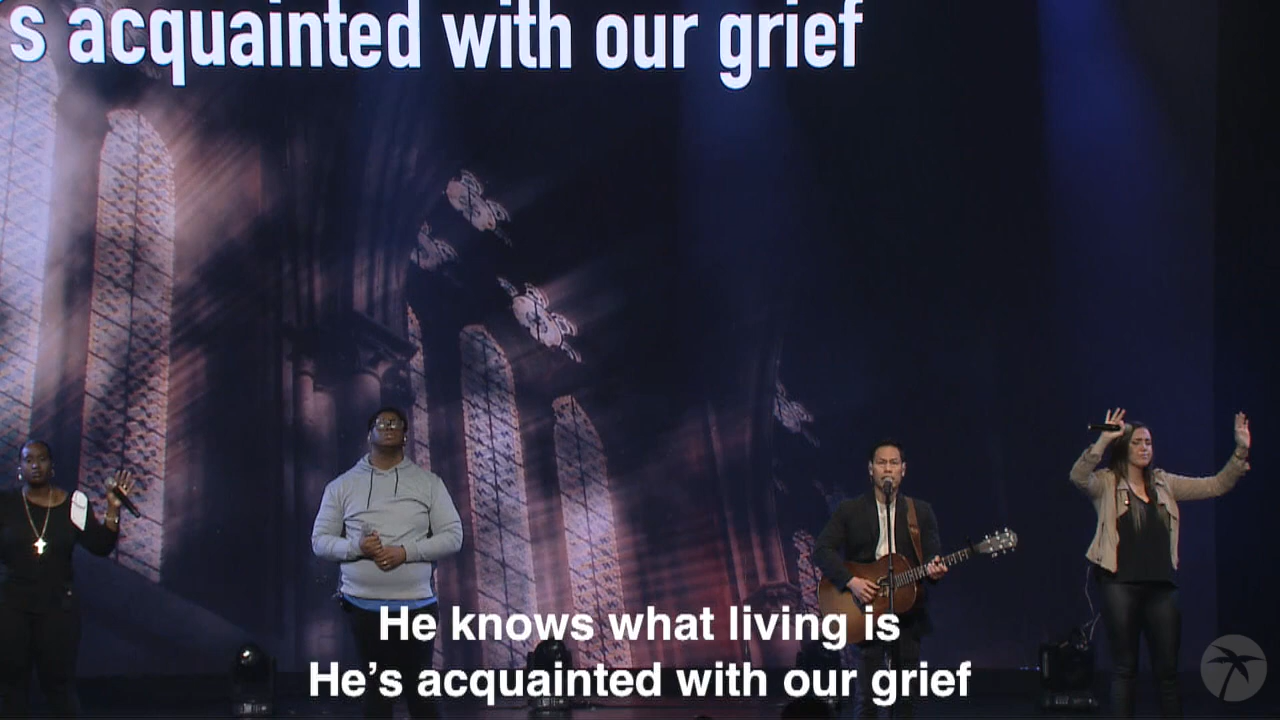 s acquainted with our grief
He knows what living is
He’s acquainted with our grief